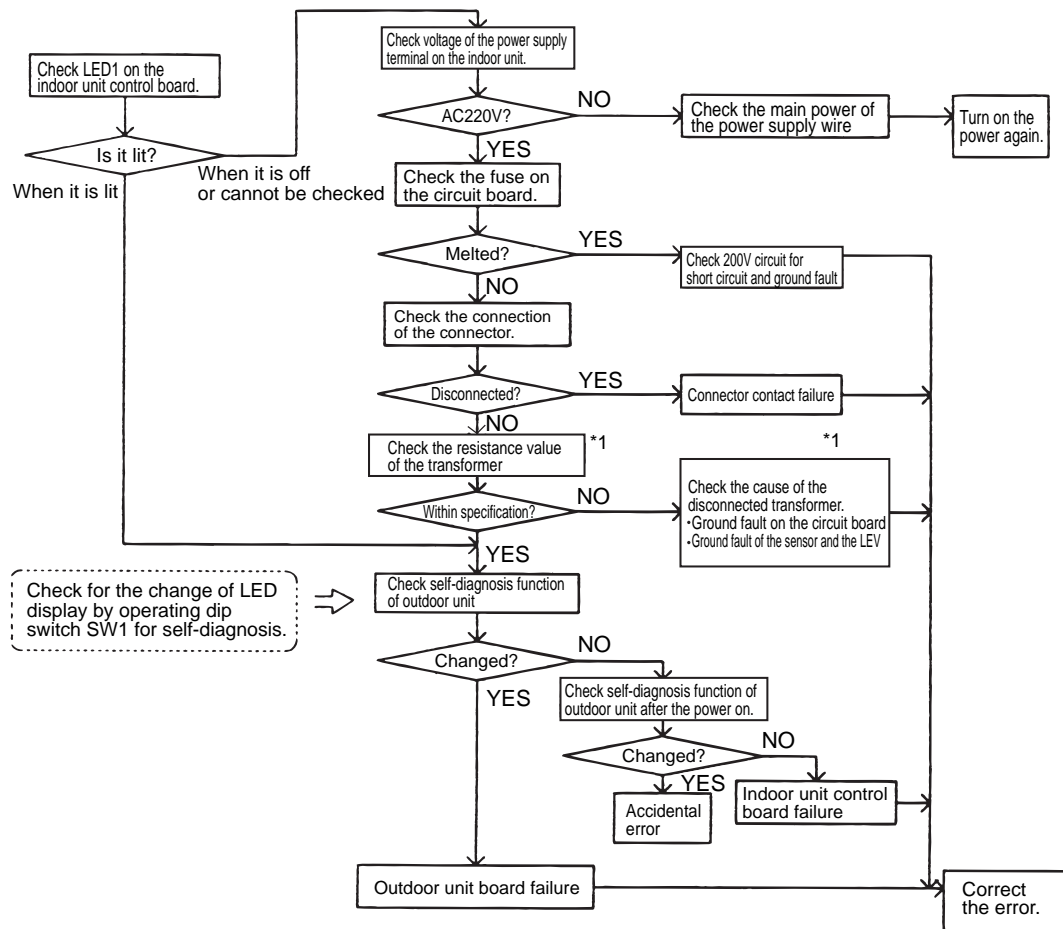 Check voltage of the power supply
terminal on the indoor unit.
Check LED1 on the
indoor unit control board.
AC220V?
NO
Check the main power of
the power supply wire
Turn on the
power again.
Is it lit?
When it is off
or cannot be checked
When it is lit
YES
Check the fuse on
the circuit board.
Melted?
YES
Check 200V circuit for
short circuit and ground fault
NO
Check the connection
of the connector.
Disconnected?
YES
Connector contact failure
NO
Check the resistance value
of the transformer
*1
*1
Within specification?
NO
Check the cause of the
disconnected transformer.
•Ground fault on the circuit board
•Ground fault of the sensor and the LEV
YES
Check for the change of LED
display by operating dip
switch SW1 for self-diagnosis.
Check self-diagnosis function
of outdoor unit
Changed?
NO
YES
Check self-diagnosis function of
outdoor unit after the power on.
Changed?
NO
YES
Accidental
error
Indoor unit control
board failure
Outdoor unit board failure
Correct
the error.